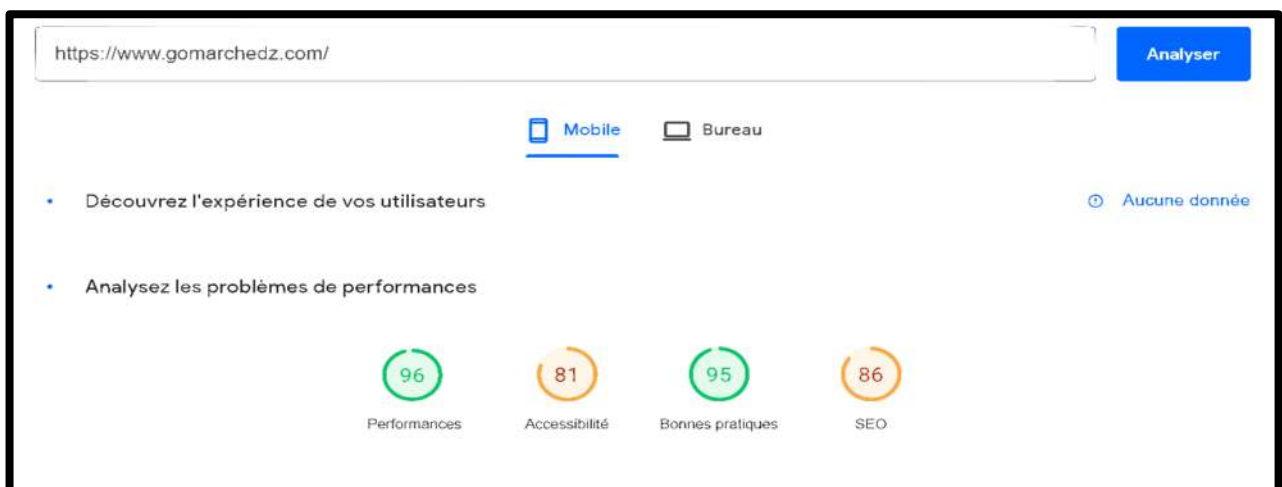 https://www.gomarchedz.com/
Analyser
Mobile
Bureau
• Découvrez l'expérience de vos utilisateurs
Aucune donnée
• Analysez les problèmes de performances
96
81
95
86
Performances
Accessibilité
Bonnes pratiques
SEO